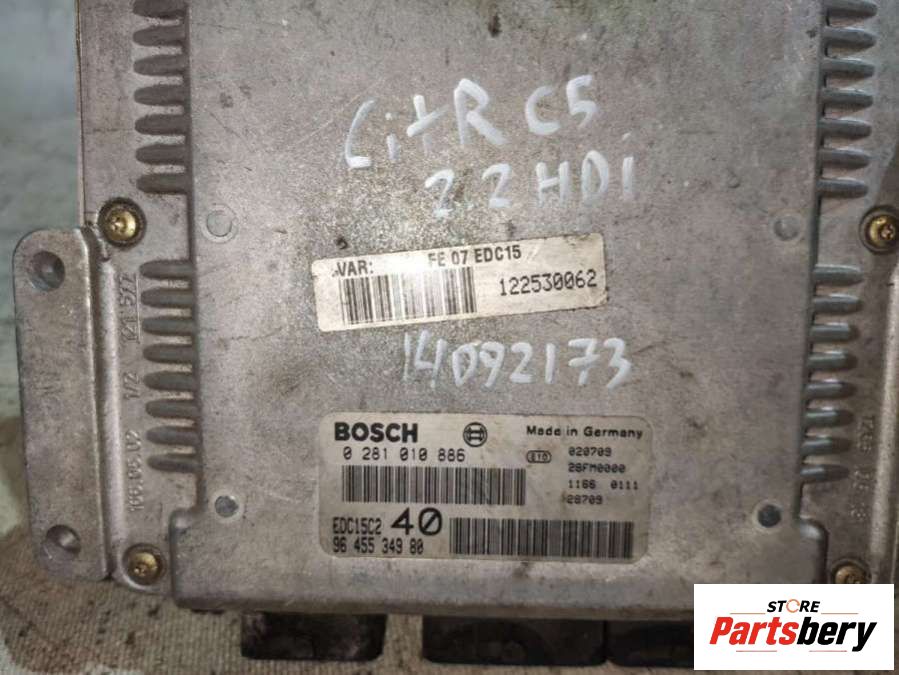 CitR C5
2.2 HDi
VAR: FE 07 EDC15
122530062
14092173
BOSCH
Made in Germany
0 281 010 886
020709
28FM0000
1166 0111
28709
EDC15C2 40
96 455 349 80
STORE
Partsbery